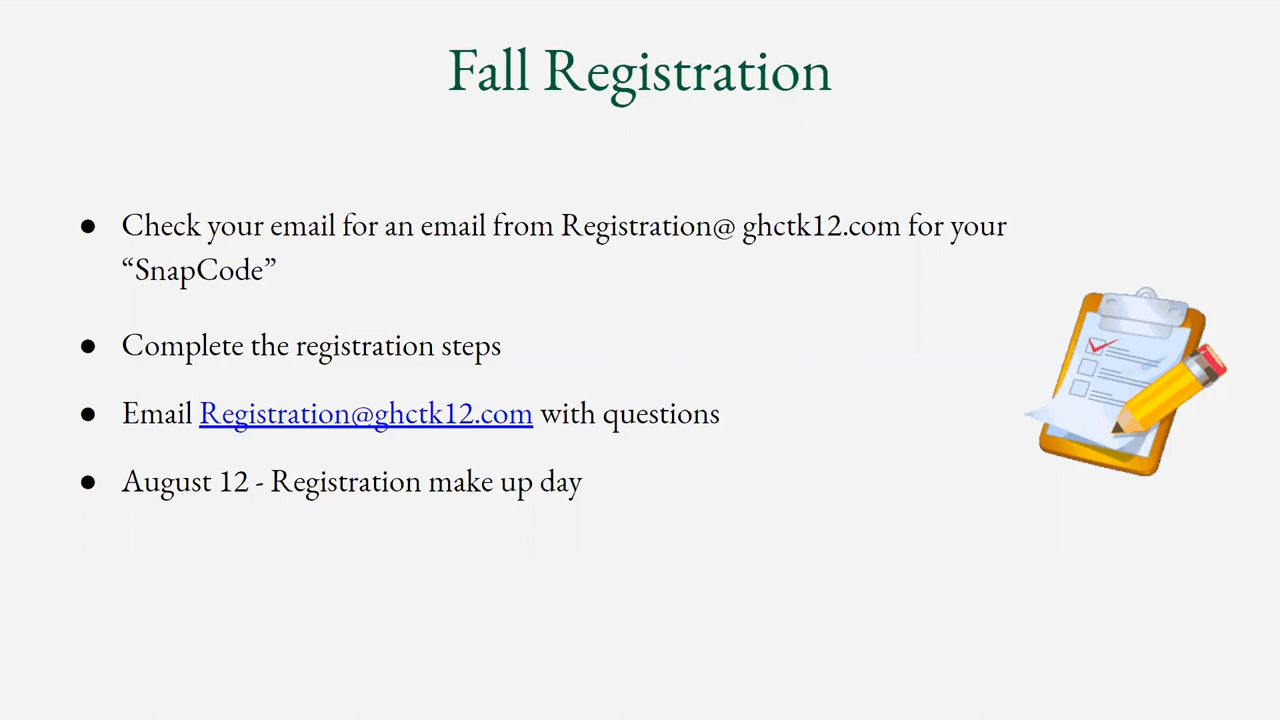 Fall Registration
● Check your email for an email from Registration@ ghctk12.com for your
“SnapCode”
● Complete the registration steps
● Email Registration@ghctk12.com with questions
● August 12 - Registration make up day